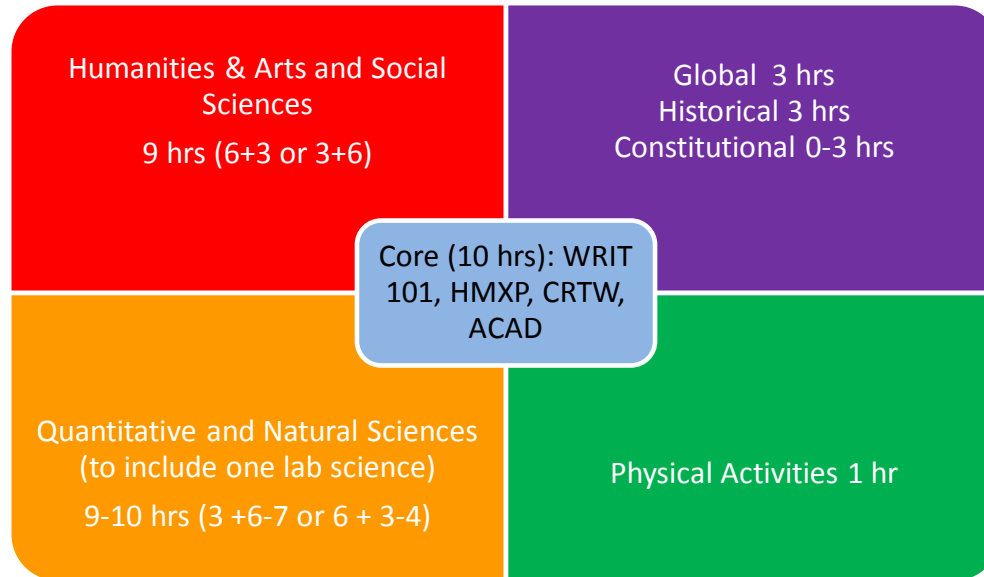 Humanities & Arts and Social
Sciences
9 hrs (6+3 or 3+6)
Global 3 hrs
Historical 3 hrs
Constitutional 0-3 hrs
Core (10 hrs): WRIT
101, HMXP, CRTW,
ACAD
Quantitative and Natural Sciences
(to include one lab science)
9-10 hrs (3 +6-7 or 6 + 3-4)
Physical Activities 1 hr